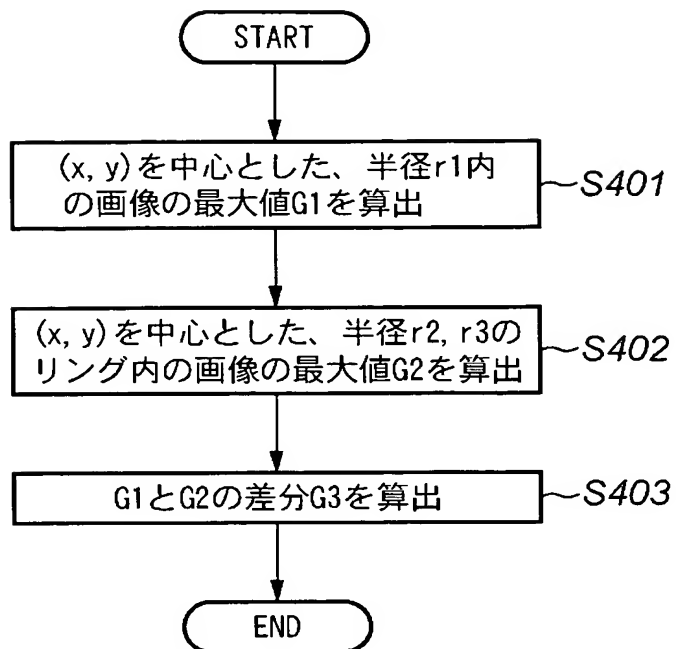 START
(x, y)を中心とした、半径r1内
の画像の最大値G1を算出
S401
(x, y)を中心とした、半径r2, r3の
リング内の画像の最大値G2を算出
S402
G1とG2の差分G3を算出
S403
END